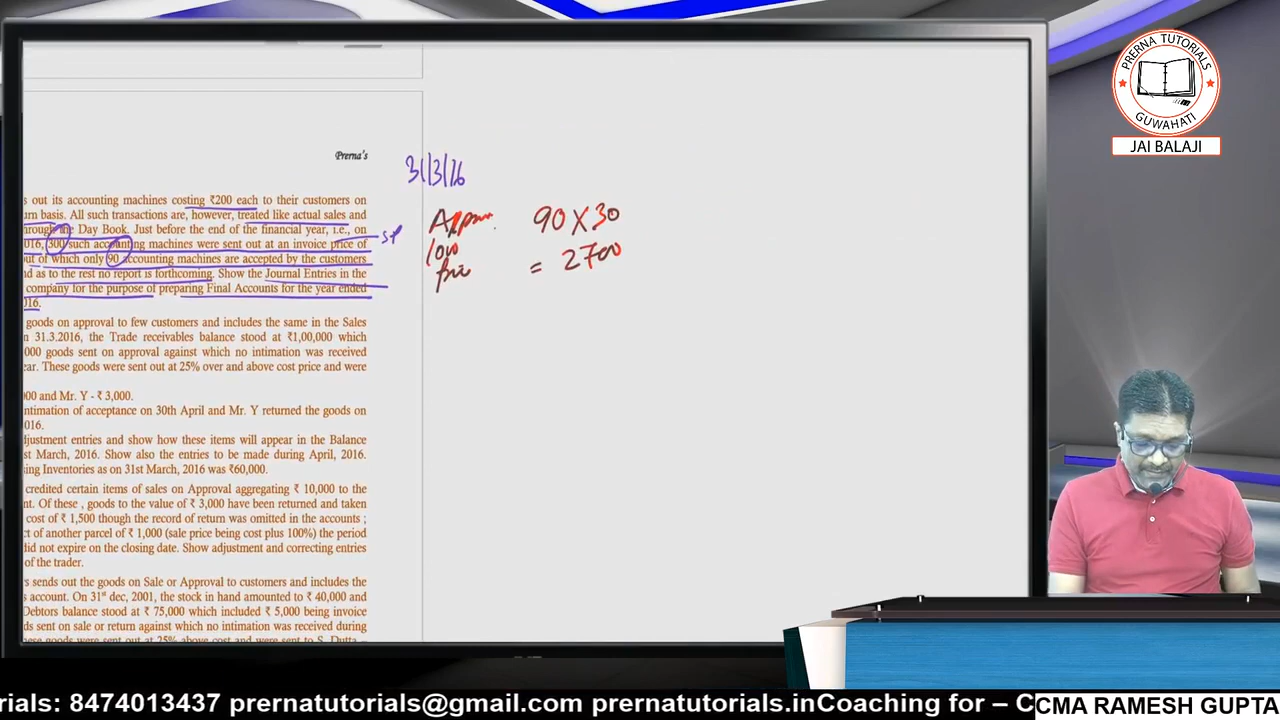 PRERNA TUTORIALS
GUWAHATI
JAI BALAJI
Prerna's
31/3/16
s out its accounting machines costing ₹200 each to their customers on
urn basis. All such transactions are, however, treated like actual sales and
hrough the Day Book. Just before the end of the financial year, i.e., on
016, 300 such accounting machines were sent out at an invoice price of
SP
out of which only 90 accounting machines are accepted by the customers
nd as to the rest no report is forthcoming. Show the Journal Entries in the
company for the purpose of preparing Final Accounts for the year ended
016.
90 X 30
= 2700
goods on approval to few customers and includes the same in the Sales
n 31.3.2016, the Trade receivables balance stood at ₹1,00,000 which
000 goods sent on approval against which no intimation was received
ear. These goods were sent out at 25% over and above cost price and were
00 and Mr. Y - ₹ 3,000.
ntimation of acceptance on 30th April and Mr. Y returned the goods on
016.
djustment entries and show how these items will appear in the Balance
st March, 2016. Show also the entries to be made during April, 2016.
ing Inventories as on 31st March, 2016 was ₹60,000.
credited certain items of sales on Approval aggregating ₹ 10,000 to the
nt. Of these , goods to the value of ₹ 3,000 have been returned and taken
cost of ₹ 1,500 though the record of return was omitted in the accounts ;
ct of another parcel of ₹ 1,000 (sale price being cost plus 100%) the period
did not expire on the closing date. Show adjustment and correcting entries
of the trader.
s sends out the goods on Sale or Approval to customers and includes the
s account. On 31st dec, 2001, the stock in hand amounted to ₹ 40,000 and
Debtors balance stood at ₹ 75,000 which included ₹ 5,000 being invoice
ds sent on sale or return against which no intimation was received during
hese goods were sent out at 25% above cost and were sent to S. Dutta –
rials: 8474013437 prernatutorials@gmail.com prernatutorials.inCoaching for – C
CMA RAMESH GUPTA